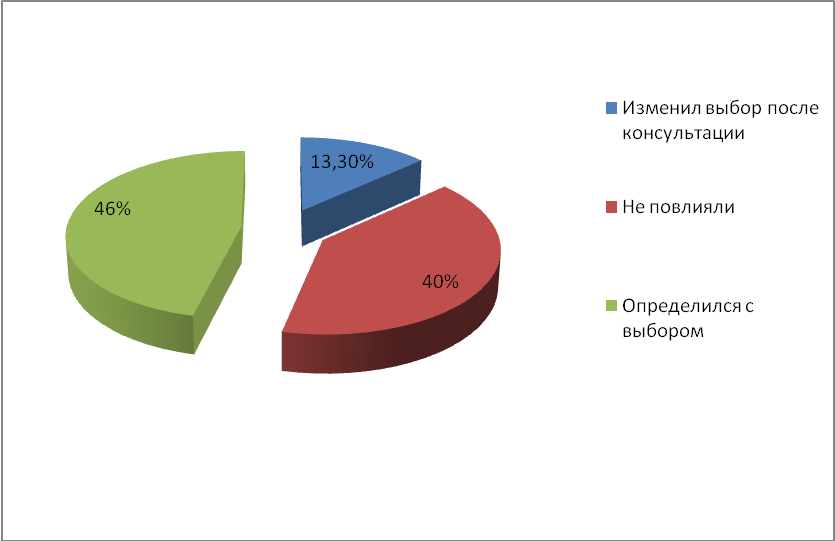 13,30%
46%
40%
Изменил выбор после
консультации
Не повлияли
Определился с
выбором